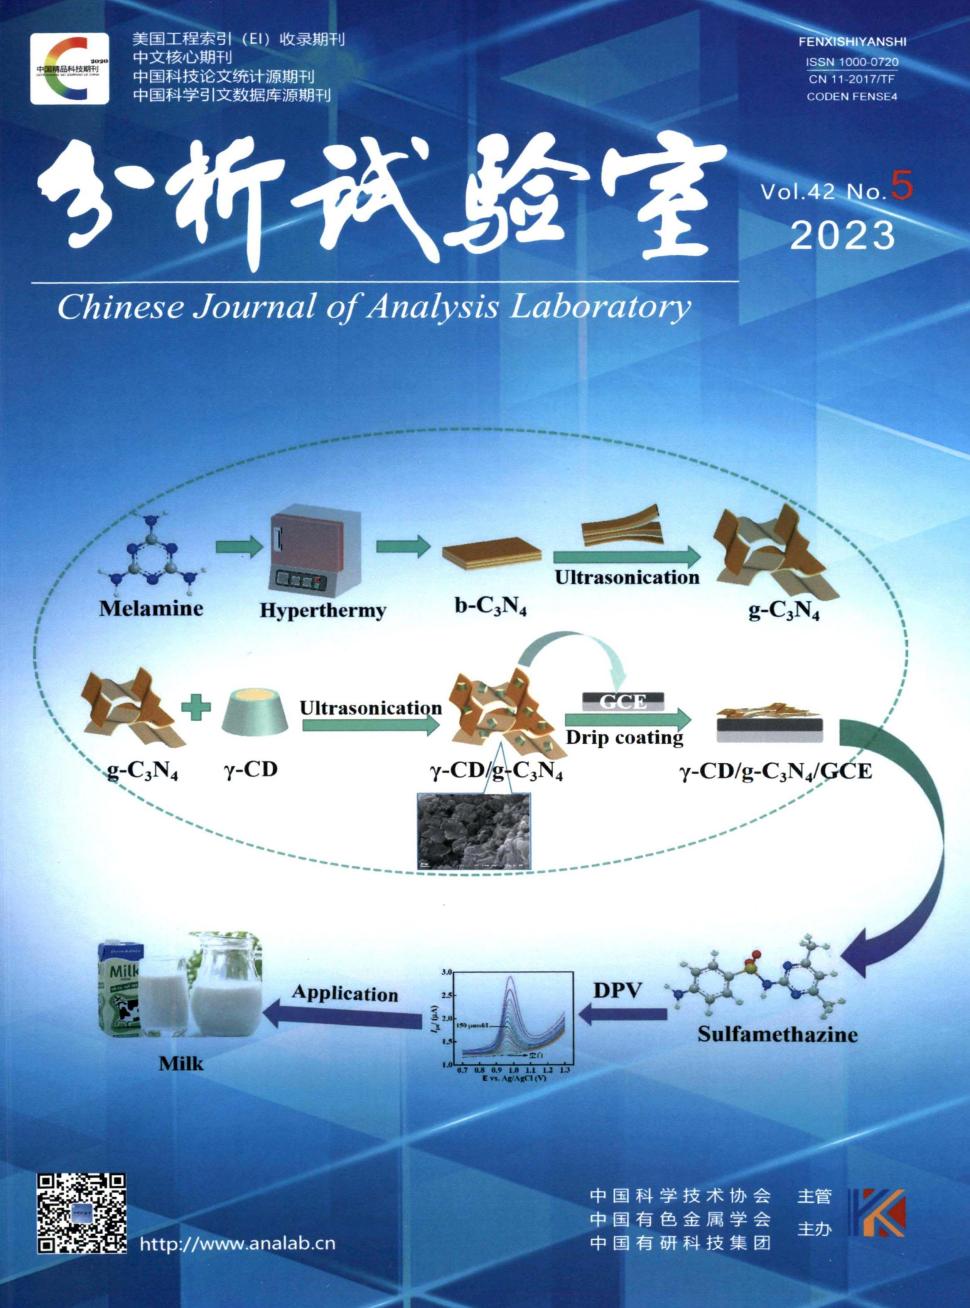 美国工程索引（EI）收录期刊
中文核心期刊
中国科技论文统计源期刊
中国科学引文数据库源期刊
2020
中国精品科技期刊
FENXISHIYANSHI
ISSN 1000-0720
CN 11-2017/TF
CODEN FENSE4
分析试验室
Vol.42 No.5
2023
Chinese Journal of Analysis Laboratory
Melamine
Hyperthermy
b-C₃N₄
Ultrasonication
g-C₃N₄
g-C₃N₄
γ-CD
Ultrasonication
γ-CD/g-C₃N₄
GCE
Drip coating
γ-CD/g-C₃N₄/GCE
Milk
Milk
Application
3.0
2.5
2.0
1.5
1.0
150 μmol/L
空白
0.7 0.8 0.9 1.0 1.1 1.2 1.3
E vs. Ag/AgCl (V)
DPV
Sulfamethazine
http://www.analab.cn
中国科学技术协会 主管
中国有色金属学会 主办
中国有研科技集团